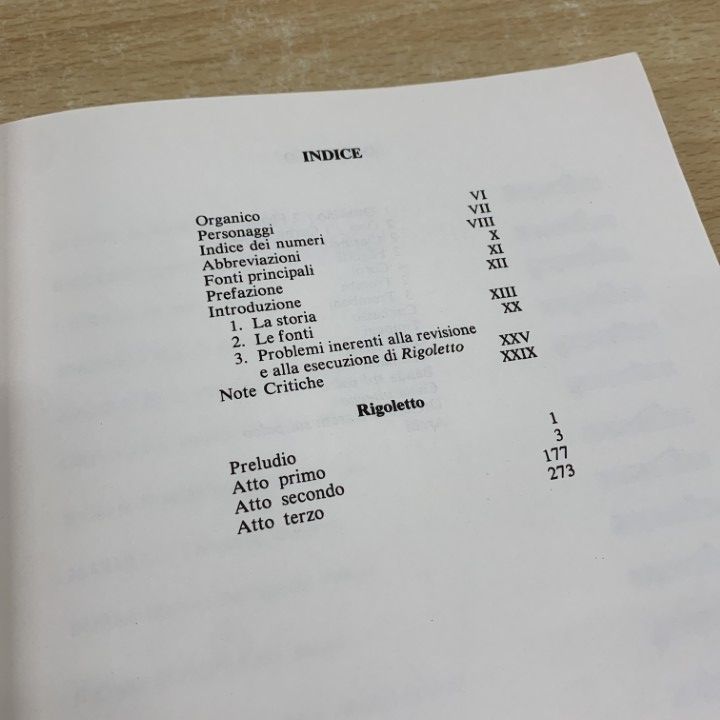 INDICE
Organico VI
Personaggi VII
Indice dei numeri VIII
Abbreviazioni X
Fonti principali XI
Prefazione XII
Introduzione
1. La storia XIII
2. Le fonti XX
3. Problemi inerenti alla revisione
e alla esecuzione di Rigoletto XXV
Note Critiche XXIX
Rigoletto
Preludio 1
Atto primo 3
Atto secondo 177
Atto terzo 273